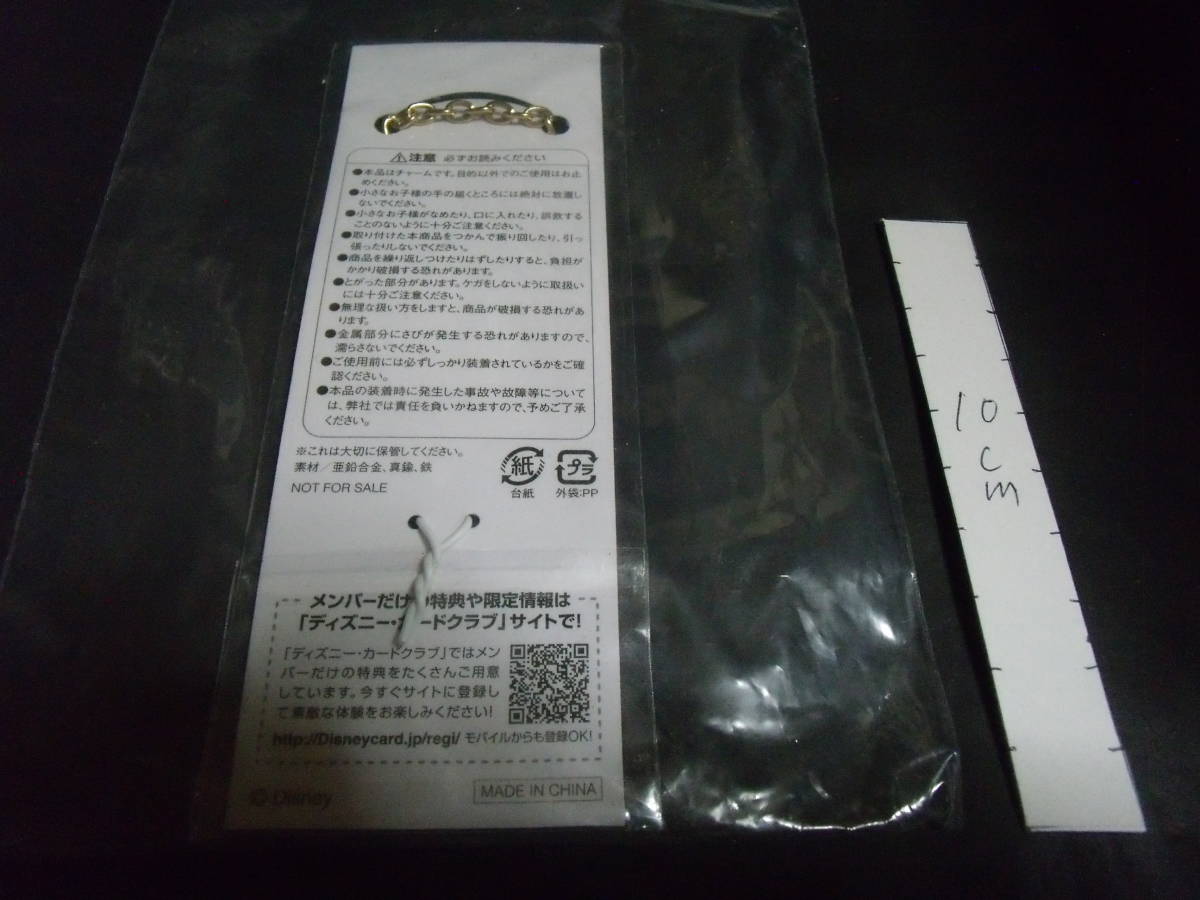 ⚠注意 必ずお読みください
●本品はチャームです。目的以外でのご使用はお止
めください。
●小さなお子様の手の届くところには絶対に放置し
ないでください。
●小さなお子様がなめたり、口に入れたり、誤飲する
ことのないように十分ご注意ください。
●取り付けた本商品をつかんで振り回したり、引っ
張ったりしないでください。
●商品を繰り返しつけたりはずしたりすると、負担が
かかり破損する恐れがあります。
●とがった部分があります。ケガをしないように取扱い
には十分ご注意ください。
●無理な扱い方をしますと、商品が破損する恐れがあ
ります。
●金属部分にさびが発生する恐れがありますので、
濡らさないでください。
●ご使用前には必ずしっかり装着されているかをご確
認ください。
●本品の装着時に発生した事故や故障等について
は、弊社では責任を負いかねますので、予めご了承
ください。
※これは大切に保管してください。
素材／亜鉛合金、真鍮、鉄
NOT FOR SALE
紙
台紙
プラ
外袋:PP
メンバーだけの特典や限定情報は
「ディズニー・カードクラブ」サイトで!
「ディズニー・カードクラブ」ではメン
バーだけの特典をたくさんご用意
しています。今すぐサイトに登録し
て素敵な体験をお楽しみください!
http://Disneycard.jp/regi/ モバイルからも登録OK!
© Disney
MADE IN CHINA
10
c
m